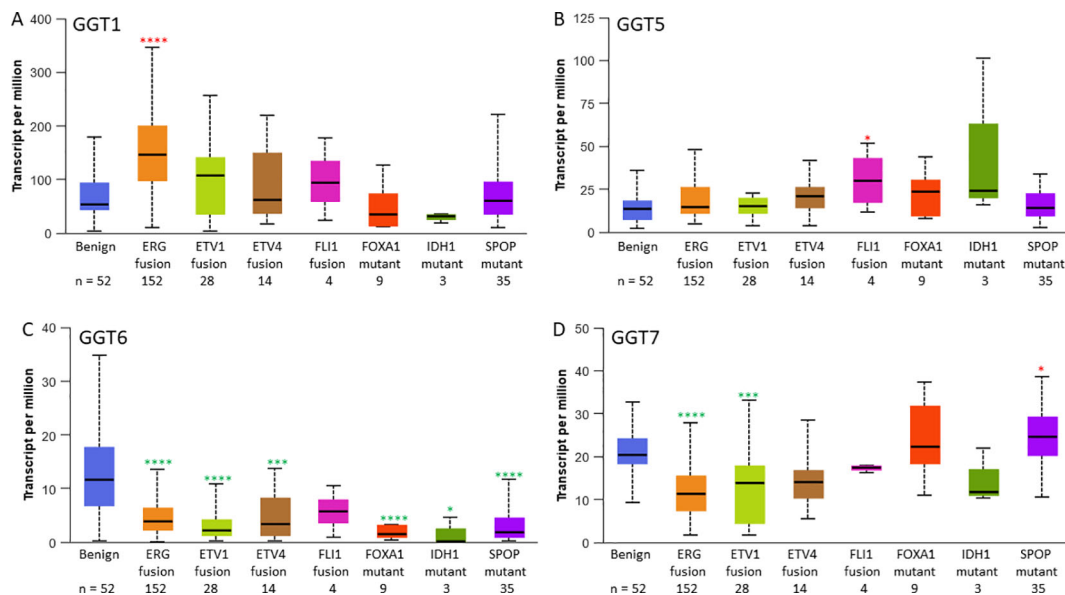 A GGT1
Transcript per million
400
300
200
100
0
****
Benign ERG fusion ETV1 fusion ETV4 fusion FLI1 fusion FOXA1 mutant IDH1 mutant SPOP mutant
n = 52 152 28 14 4 9 3 35
B GGT5
Transcript per million
125
100
75
50
25
0
*
Benign ERG fusion ETV1 fusion ETV4 fusion FLI1 fusion FOXA1 mutant IDH1 mutant SPOP mutant
n = 52 152 28 14 4 9 3 35
C GGT6
Transcript per million
40
30
20
10
0
**** **** *** **** * ****
Benign ERG fusion ETV1 fusion ETV4 fusion FLI1 fusion FOXA1 mutant IDH1 mutant SPOP mutant
n = 52 152 28 14 4 9 3 35
D GGT7
Transcript per million
50
40
30
20
10
0
**** *** *
Benign ERG fusion ETV1 fusion ETV4 fusion FLI1 fusion FOXA1 mutant IDH1 mutant SPOP mutant
n = 52 152 28 14 4 9 3 35